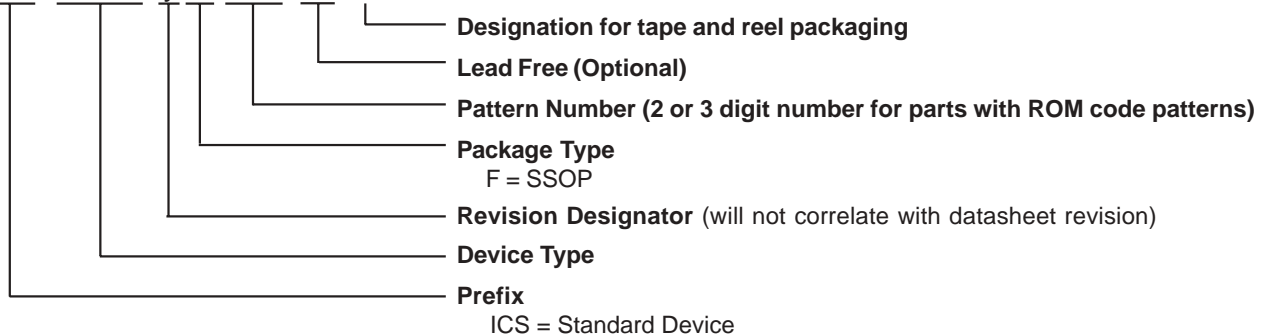 Designation for tape and reel packaging
Lead Free (Optional)
Pattern Number (2 or 3 digit number for parts with ROM code patterns)
Package Type
F = SSOP
Revision Designator (will not correlate with datasheet revision)
Device Type
Prefix
ICS = Standard Device